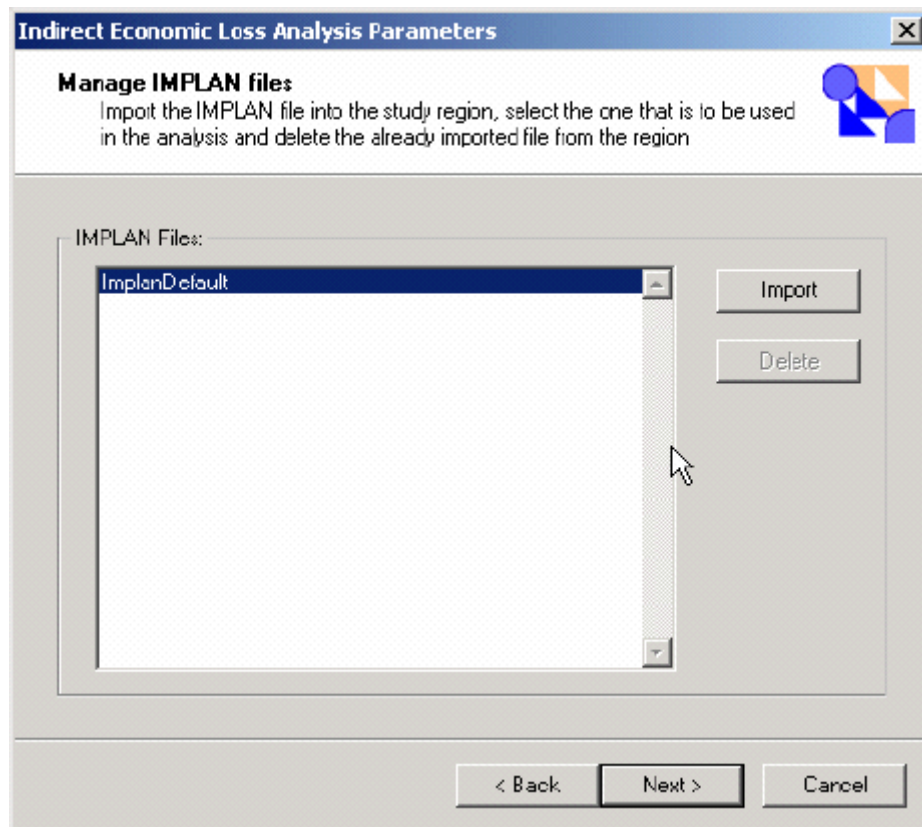 Indirect Economic Loss Analysis Parameters
Manage IMPLAN files
Import the IMPLAN file into the study region, select the one that is to be used
in the analysis and delete the already imported file from the region
IMPLAN Files:
ImplanDefault
Import
Delete
< Back
Next >
Cancel